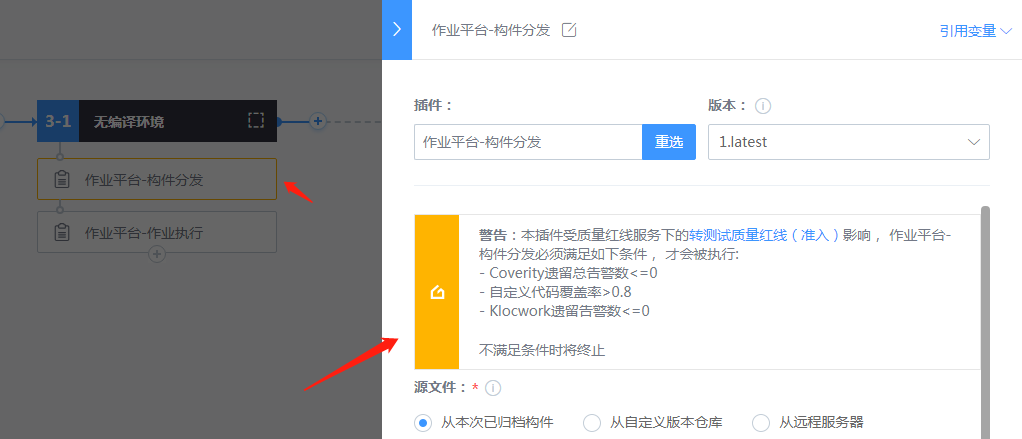 作业平台-构件分发
引用变量
3-1 无编译环境
作业平台-构件分发
作业平台-作业执行
插件：
版本：
作业平台-构件分发 重选
1.latest
警告：本插件受质量红线服务下的转测试质量红线（准入）影响，作业平台-
构件分发必须满足如下条件，才会被执行:
- Coverity遗留总告警数<=0
- 自定义代码覆盖率>0.8
- Klocwork遗留告警数<=0
不满足条件时将终止
源文件：*
从本次已归档构件 从自定义版本仓库 从远程服务器